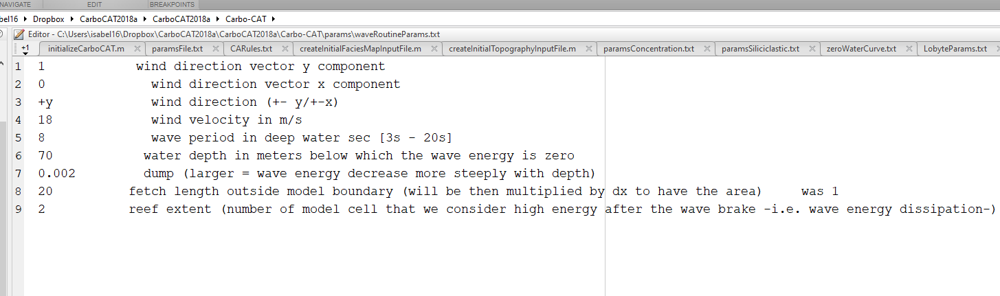 NAVIGATE EDIT BREAKPOINTS
bel16 Dropbox CarboCAT2018a CarboCAT2018a Carbo-CAT
Editor - C:\Users\isabel16\Dropbox\CarboCAT2018a\CarboCAT2018a\Carbo-CAT\params\waveRoutineParams.txt
+1 initializeCarboCAT.m paramsFile.txt CARules.txt createInitialFaciesMapInputFile.m createInitialTopographyInputFile.m paramsConcentration.txt paramsSiliciclastic.txt zeroWaterCurve.txt LobyteParams.txt
1 1 wind direction vector y component
2 0 wind direction vector x component
3 +y wind direction (+- y/+-x)
4 18 wind velocity in m/s
5 8 wave period in deep water sec [3s - 20s]
6 70 water depth in meters below which the wave energy is zero
7 0.002 dump (larger = wave energy decrease more steeply with depth)
8 20 fetch length outside model boundary (will be then multiplied by dx to have the area) was 1
9 2 reef extent (number of model cell that we consider high energy after the wave brake -i.e. wave energy dissipation-)